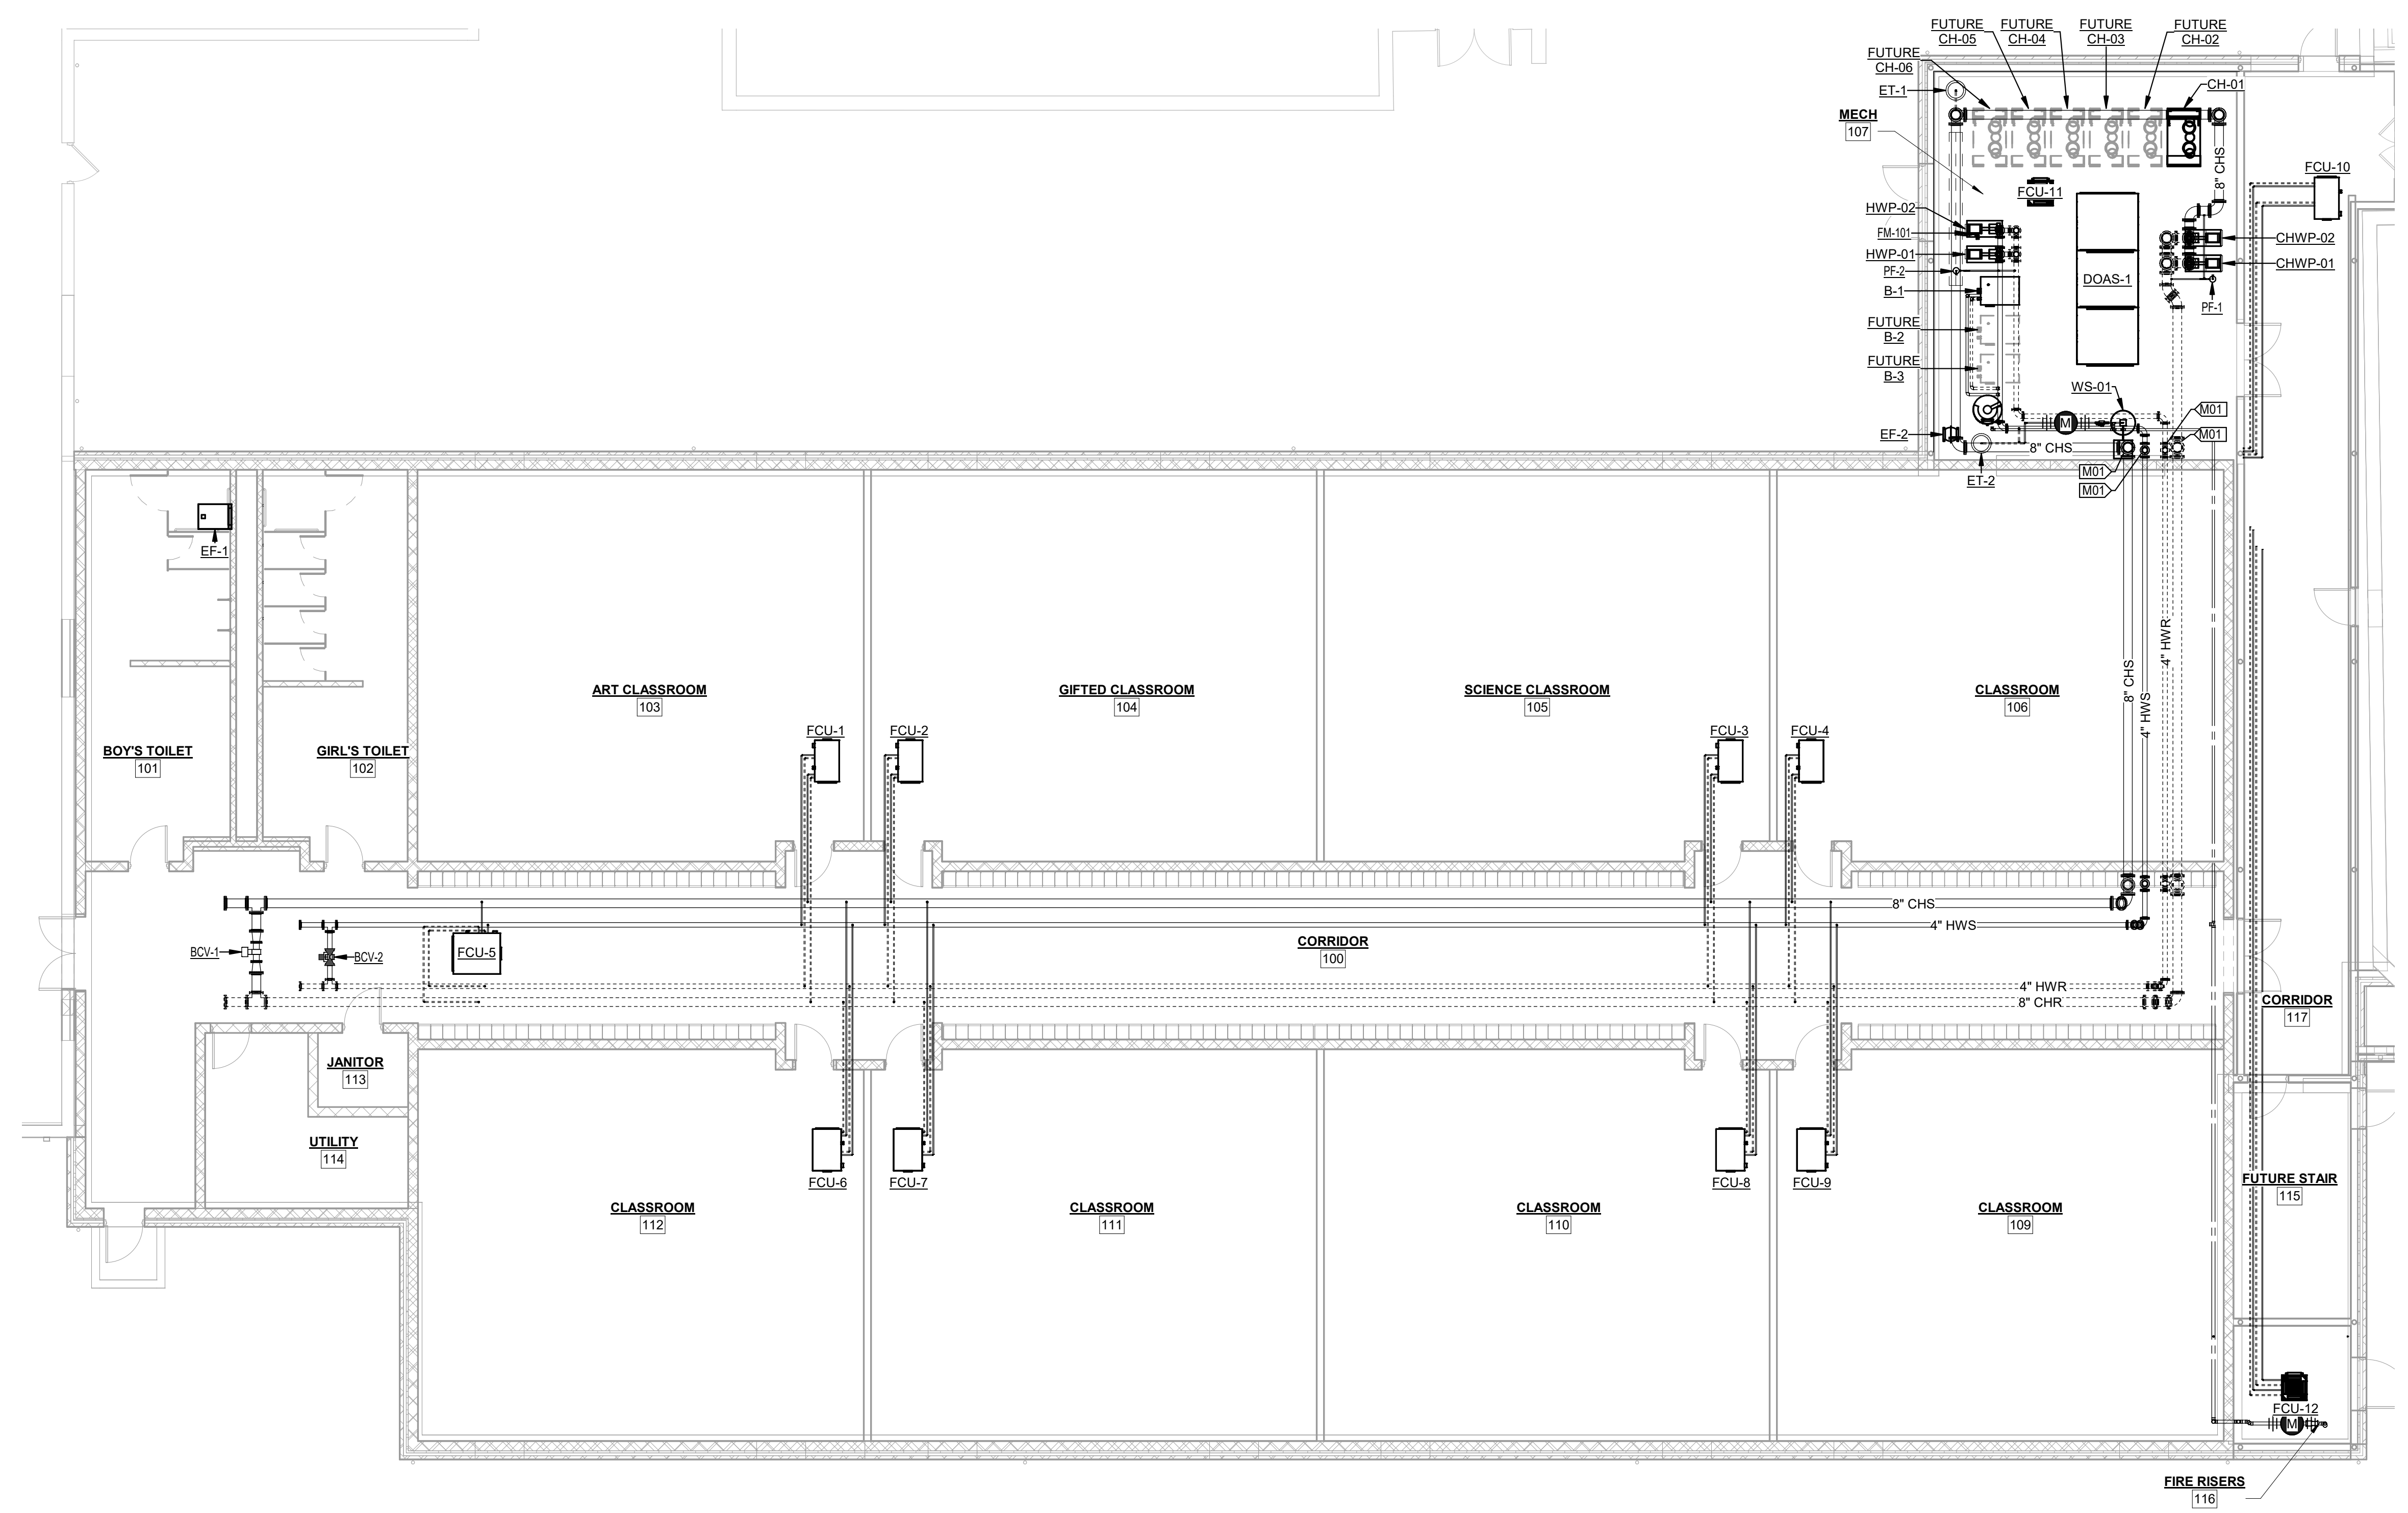 FUTURE
CH-05
FUTURE
CH-04
FUTURE
CH-03
FUTURE
CH-02
FUTURE
CH-06
CH-01
ET-1
MECH
107
8" CHS
FCU-10
FCU-11
HWP-02
FM-101
HWP-01
CHWP-02
CHWP-01
PF-2
DOAS-1
B-1
PF-1
FUTURE
B-2
FUTURE
B-3
WS-01
M01
M
M01
EF-2
8" CHS
M01
ET-2
M01
EF-1
4" HWR
8" CHS
4" HWS
ART CLASSROOM
103
GIFTED CLASSROOM
104
SCIENCE CLASSROOM
105
CLASSROOM
106
BOY'S TOILET
101
GIRL'S TOILET
102
FCU-1
FCU-2
FCU-3
FCU-4
8" CHS
4" HWS
BCV-1
BCV-2
FCU-5
CORRIDOR
100
4" HWR
8" CHR
CORRIDOR
117
JANITOR
113
UTILITY
114
FCU-6
FCU-7
FCU-8
FCU-9
FUTURE STAIR
115
CLASSROOM
112
CLASSROOM
111
CLASSROOM
110
CLASSROOM
109
FCU-12
M
FIRE RISERS
116